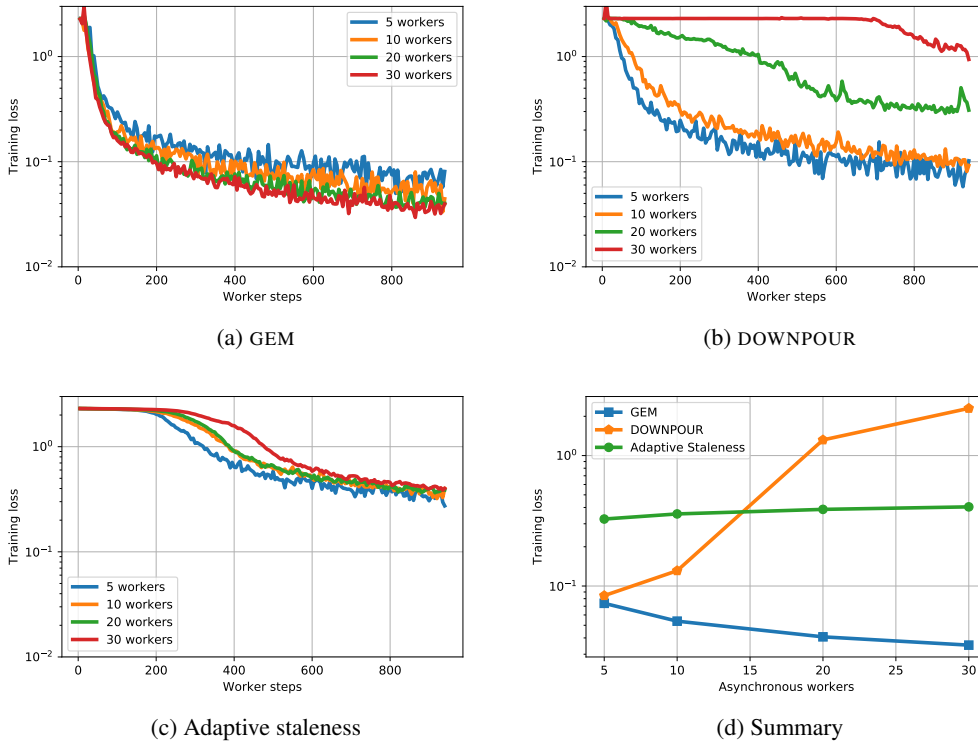 Training loss
10^0
10^{-1}
10^{-2}
0
200
400
600
800
Worker steps
5 workers
10 workers
20 workers
30 workers
(a) GEM
Training loss
10^0
10^{-1}
10^{-2}
0
200
400
600
800
Worker steps
5 workers
10 workers
20 workers
30 workers
(b) DOWNPOUR
Training loss
10^0
10^{-1}
10^{-2}
0
200
400
600
800
Worker steps
5 workers
10 workers
20 workers
30 workers
(c) Adaptive staleness
Training loss
10^0
10^{-1}
5
10
15
20
25
30
Asynchronous workers
GEM
DOWNPOUR
Adaptive Staleness
(d) Summary